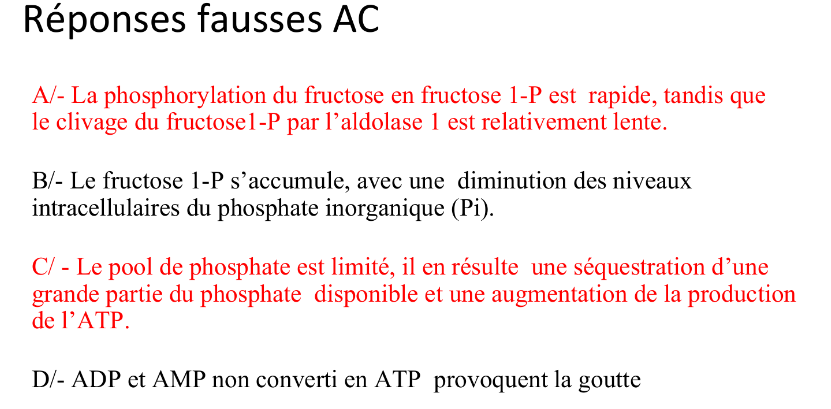 Réponses fausses AC
A/- La phosphorylation du fructose en fructose 1-P est rapide, tandis que
le clivage du fructose1-P par l’aldolase 1 est relativement lente.
B/- Le fructose 1-P s’accumule, avec une diminution des niveaux
intracellulaires du phosphate inorganique (Pi).
C/ - Le pool de phosphate est limité, il en résulte une séquestration d’une
grande partie du phosphate disponible et une augmentation de la production
de l’ATP.
D/- ADP et AMP non converti en ATP provoquent la goutte